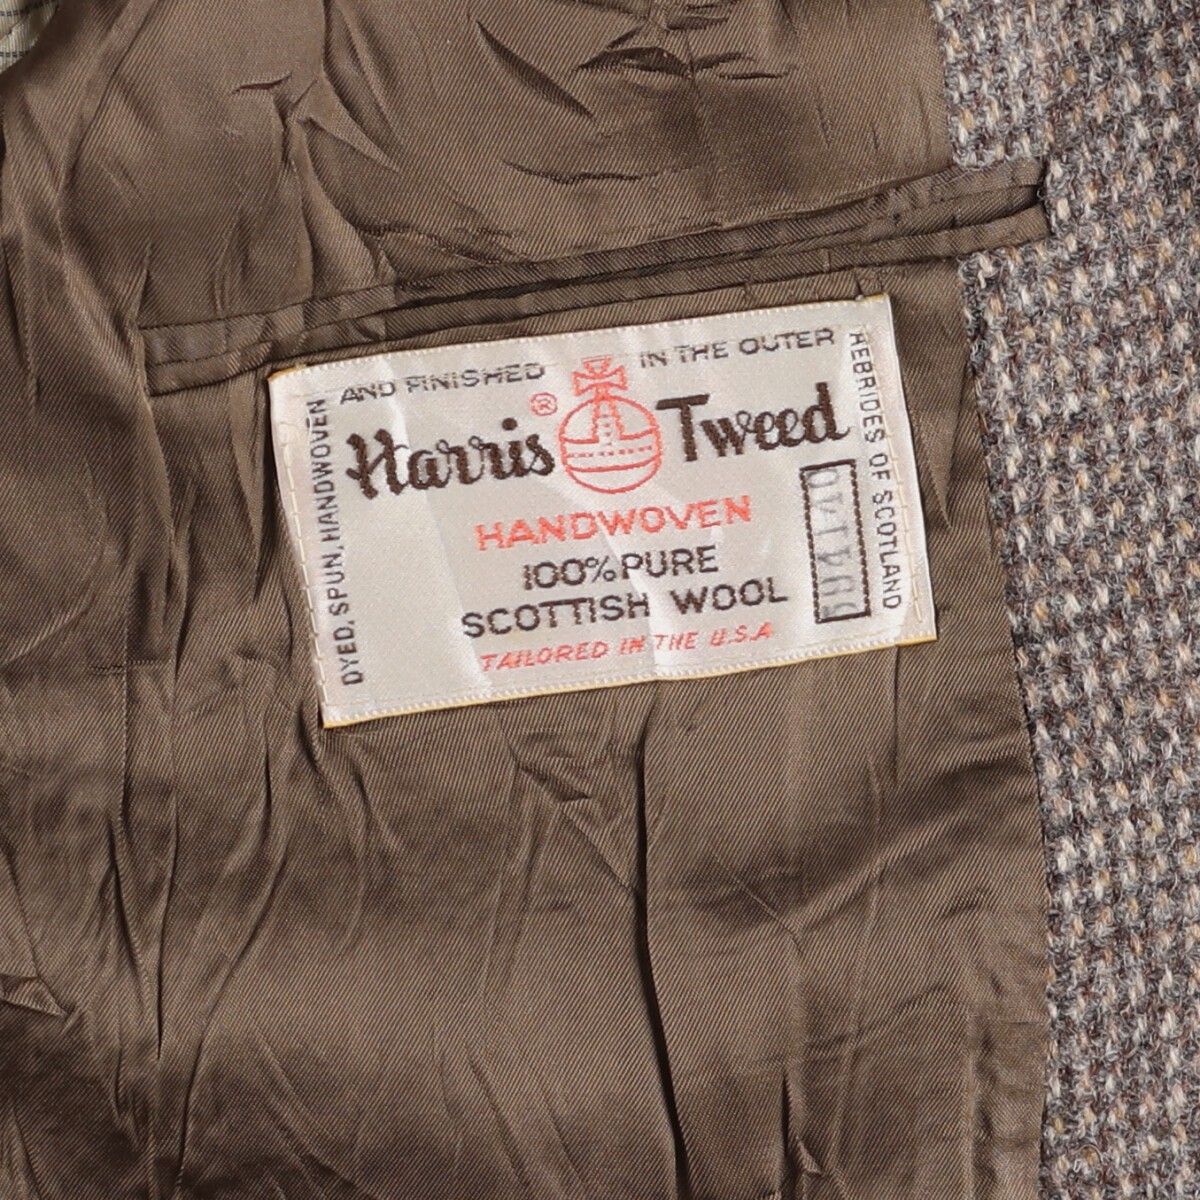 DYED, SPUN, HANDWOVEN
AND FINISHED
IN THE OUTER
HEBRIDES OF SCOTLAND
Harris ® Tweed
HANDWOVEN
100% PURE
SCOTTISH WOOL
TAILORED IN THE U.S.A